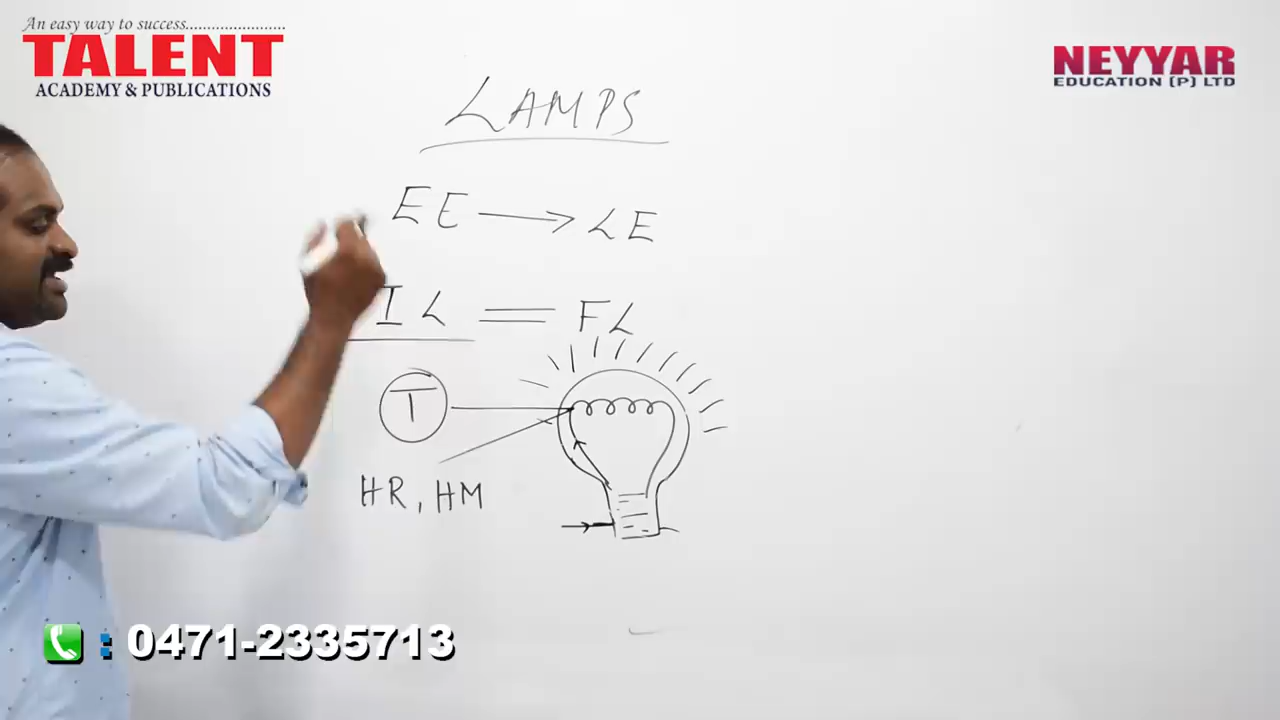 An easy way to success........................
TALENT
ACADEMY & PUBLICATIONS
NEYYAR
EDUCATION (P) LTD
LAMPS
EE → LE
IL = FL
T
HR, HM
: 0471-2335713